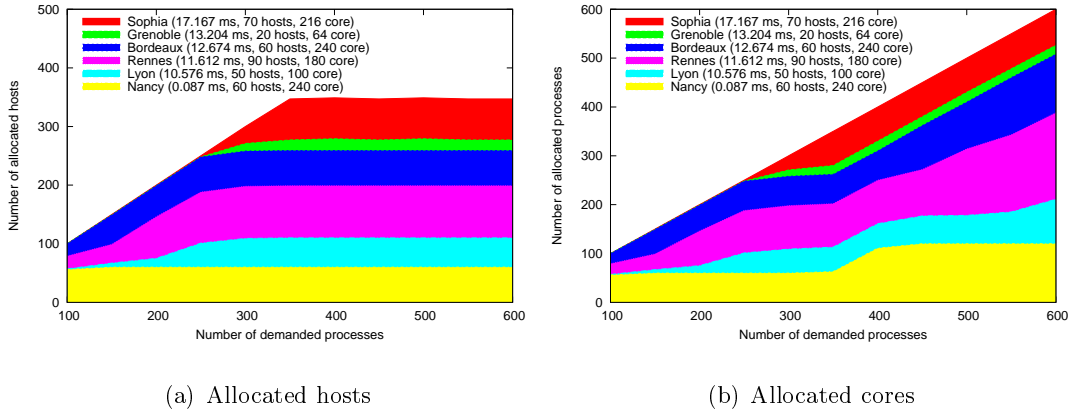 500
400
300
200
100
0
Number of allocated hosts
Sophia (17.167 ms, 70 hosts, 216 core)
Grenoble (13.204 ms, 20 hosts, 64 core)
Bordeaux (12.674 ms, 60 hosts, 240 core)
Rennes (11.612 ms, 90 hosts, 180 core)
Lyon (10.576 ms, 50 hosts, 100 core)
Nancy (0.087 ms, 60 hosts, 240 core)
100 200 300 400 500 600
Number of demanded processes
(a) Allocated hosts
600
500
400
300
200
100
0
Number of allocated processes
Sophia (17.167 ms, 70 hosts, 216 core)
Grenoble (13.204 ms, 20 hosts, 64 core)
Bordeaux (12.674 ms, 60 hosts, 240 core)
Rennes (11.612 ms, 90 hosts, 180 core)
Lyon (10.576 ms, 50 hosts, 100 core)
Nancy (0.087 ms, 60 hosts, 240 core)
100 200 300 400 500 600
Number of demanded processes
(b) Allocated cores